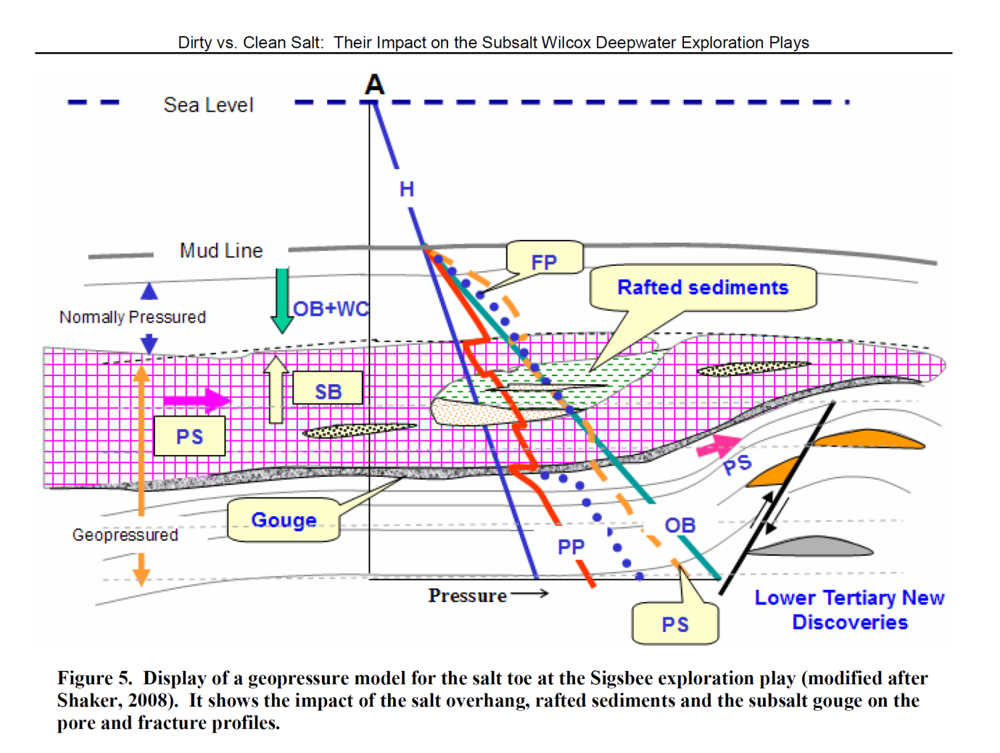 Dirty vs. Clean Salt:  Their Impact on the Subsalt Wilcox Deepwater Exploration Plays
A
Sea Level
H
Mud Line
FP
Rafted sediments
OB+WC
Normally Pressured
SB
PS
PS
Gouge
OB
Geopressured
PP
Pressure
Lower Tertiary New
Discoveries
PS
Figure 5.  Display of a geopressure model for the salt toe at the Sigsbee exploration play (modified after
Shaker, 2008).  It shows the impact of the salt overhang, rafted sediments and the subsalt gouge on the
pore and fracture profiles.